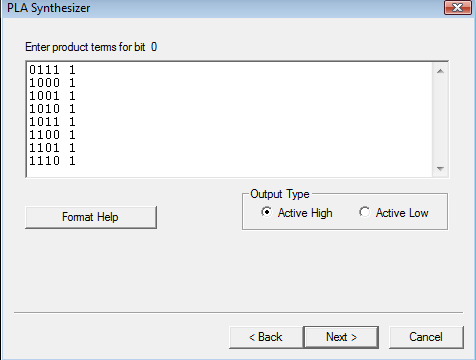 PLA Synthesizer
Enter product terms for bit 0
0111 1
1000 1
1001 1
1010 1
1011 1
1100 1
1101 1
1110 1
Output Type
Format Help
Active High
Active Low
< Back
Next >
Cancel